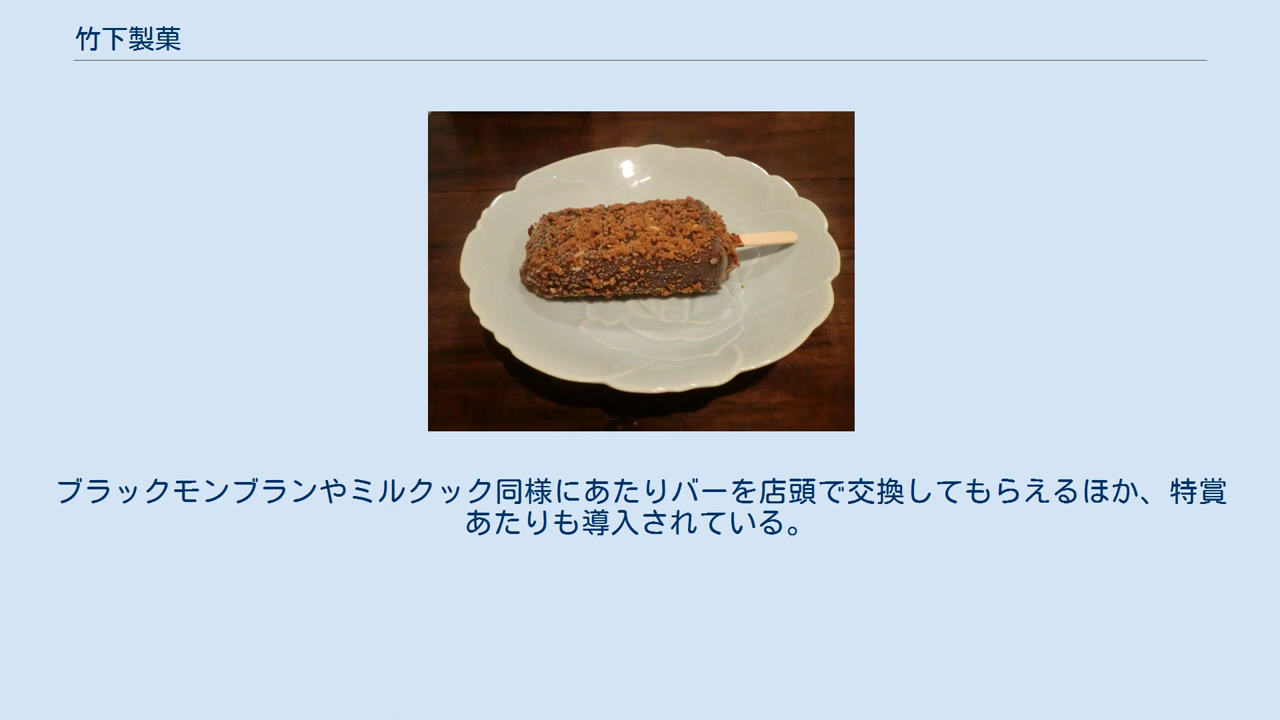 竹下製菓
ブラックモンブランやミルクック同様にあたりバーを店頭で交換してもらえるほか、特賞
あたりも導入されている。